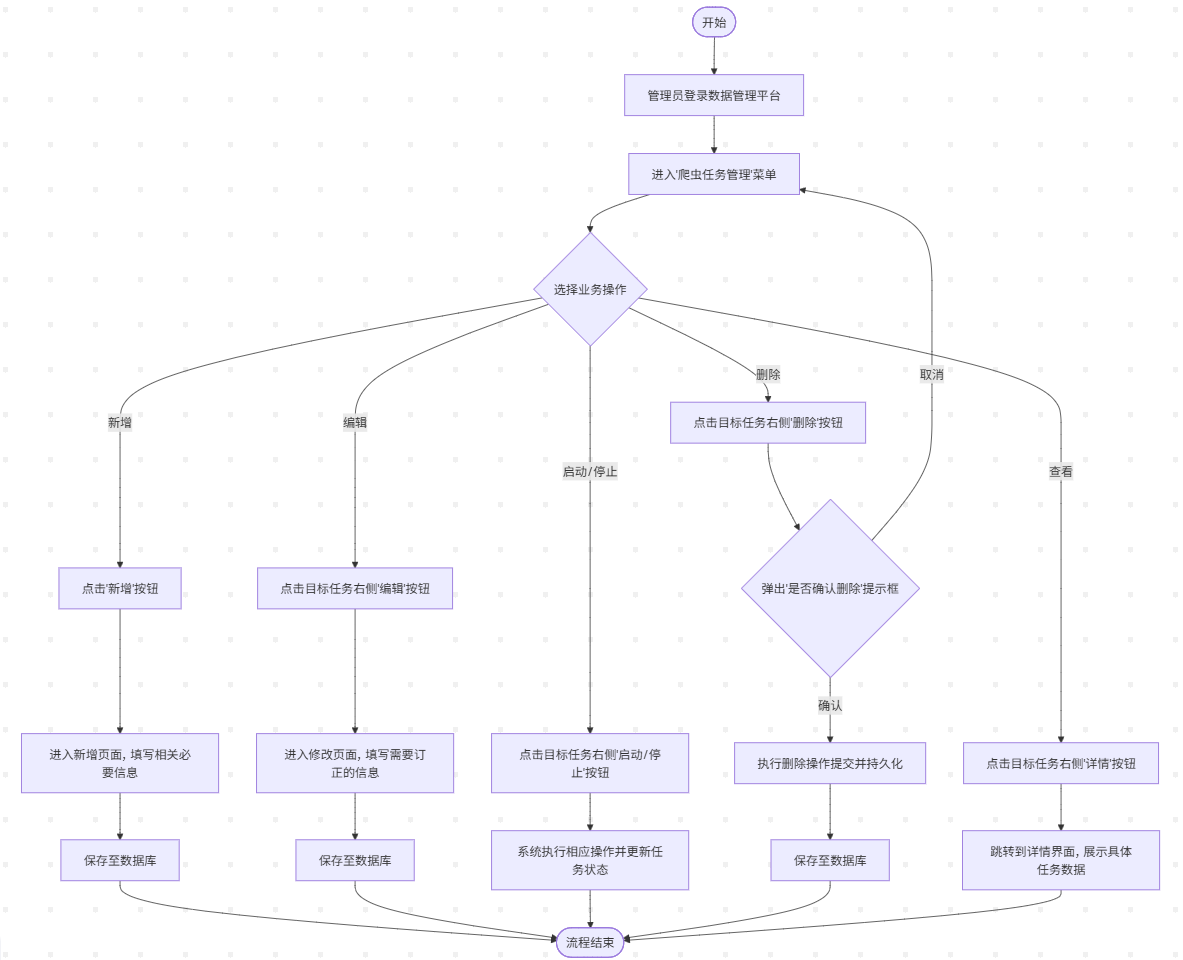 开始
管理员登录数据管理平台
进入'爬虫任务管理'菜单
选择业务操作
删除
取消
新增
编辑
点击目标任务右侧'删除'按钮
启动/停止
查看
点击'新增'按钮
点击目标任务右侧'编辑'按钮
弹出'是否确认删除'提示框
确认
进入新增页面, 填写相关必
要信息
进入修改页面, 填写需要订
正的信息
点击目标任务右侧'启动/停
止'按钮
执行删除操作提交并持久化
点击目标任务右侧'详情'按钮
保存至数据库
保存至数据库
系统执行相应操作并更新任
务状态
保存至数据库
跳转到详情界面, 展示具体
任务数据
流程结束